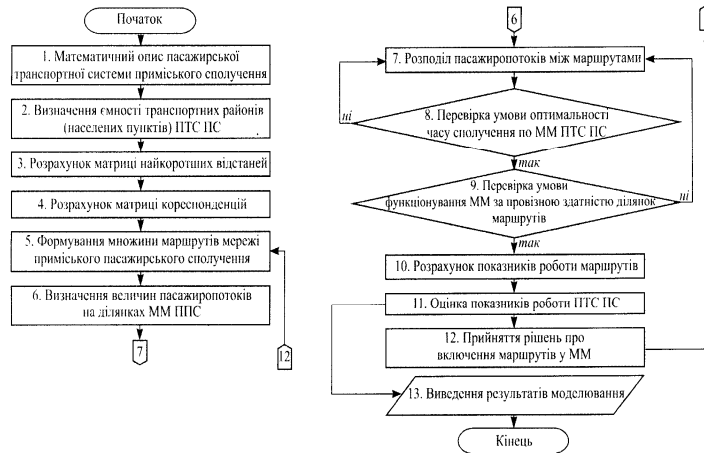 Початок
1. Математичний опис пасажирської
транспортної системи приміського сполучення
2. Визначення ємності транспортних районів
(населених пунктів) ПТС ПС
3. Розрахунок матриці найкоротших відстаней
4. Розрахунок матриці кореспонденцій
5. Формування множини маршрутів мережі
приміського пасажирського сполучення
6. Визначення величин пасажиропотоків
на ділянках ММ ППС
7
12
6
7. Розподіл пасажиропотоків між маршрутами
ні
8. Перевірка умови оптимальності
часу сполучення по ММ ПТС ПС
так
9. Перевірка умови
функціонування ММ за провізною здатністю ділянок
маршрутів
ні
так
10. Розрахунок показників роботи маршрутів
11. Оцінка показників роботи ПТС ПС
12. Прийняття рішень про
включення маршрутів у ММ
13. Виведення результатів моделювання
Кінець